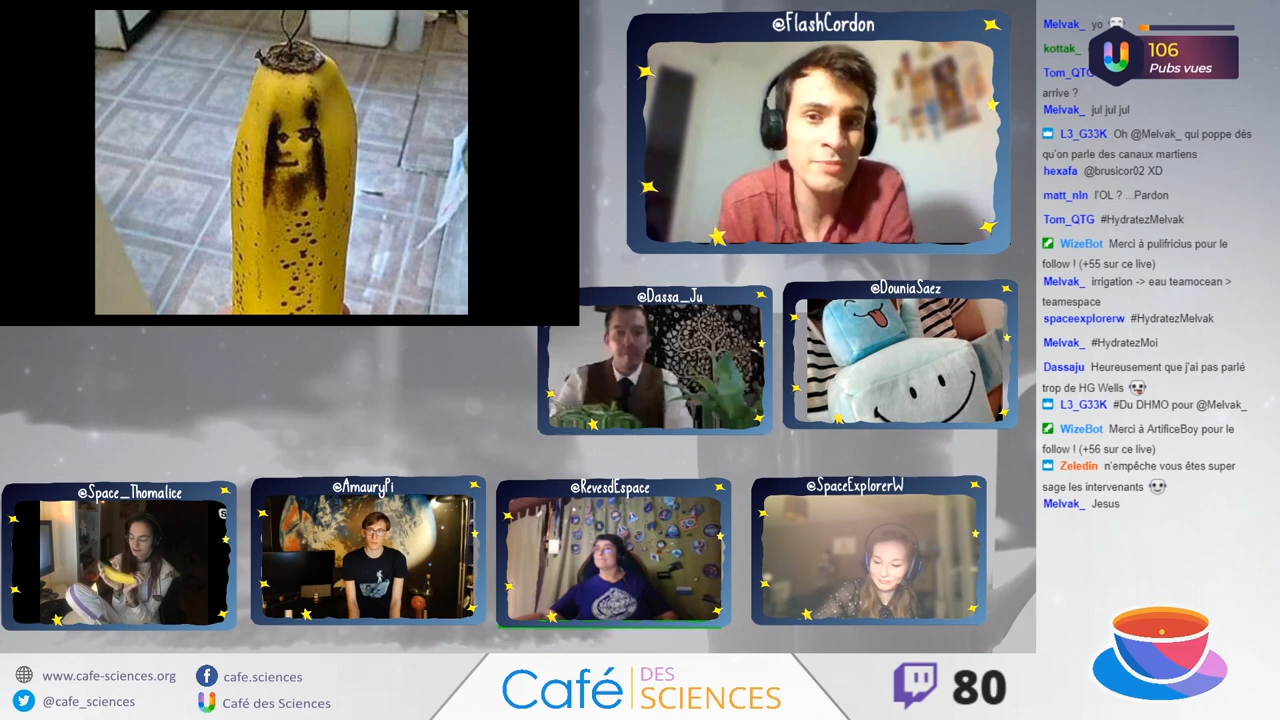 @FlashCordon
@Dassa_Ju
@DouniaSaez
@Space_Thomalice
@AmauryPi
@RevesdEspace
@SpaceExplorerW
Melvak_ yo
kottak_
106
Pubs vues
Tom_QTG
arrive ?
Melvak_ jul jul jul
L3_G33K Oh @Melvak_ qui poppe dès
qu'on parle des canaux martiens
hexafa @brusicor02 XD
matt_nln l'OL ? ...Pardon
Tom_QTG #HydratezMelvak
WizeBot Merci à pulifricius pour le
follow ! (+55 sur ce live)
Melvak_ irrigation -> eau teamocean >
teamespace
spaceexplorerw #HydratezMelvak
Melvak_ #HydratezMoi
Dassaju Heureusement que j'ai pas parlé
trop de HG Wells
L3_G33K #Du DHMO pour @Melvak_
WizeBot Merci à ArtificeBoy pour le
follow ! (+56 sur ce live)
Zeledin n'empêche vous êtes super
sage les intervenants
Melvak_ Jesus
www.cafe-sciences.org
cafe.sciences
@cafe_sciences
Café des Sciences
Café DES SCIENCES
80